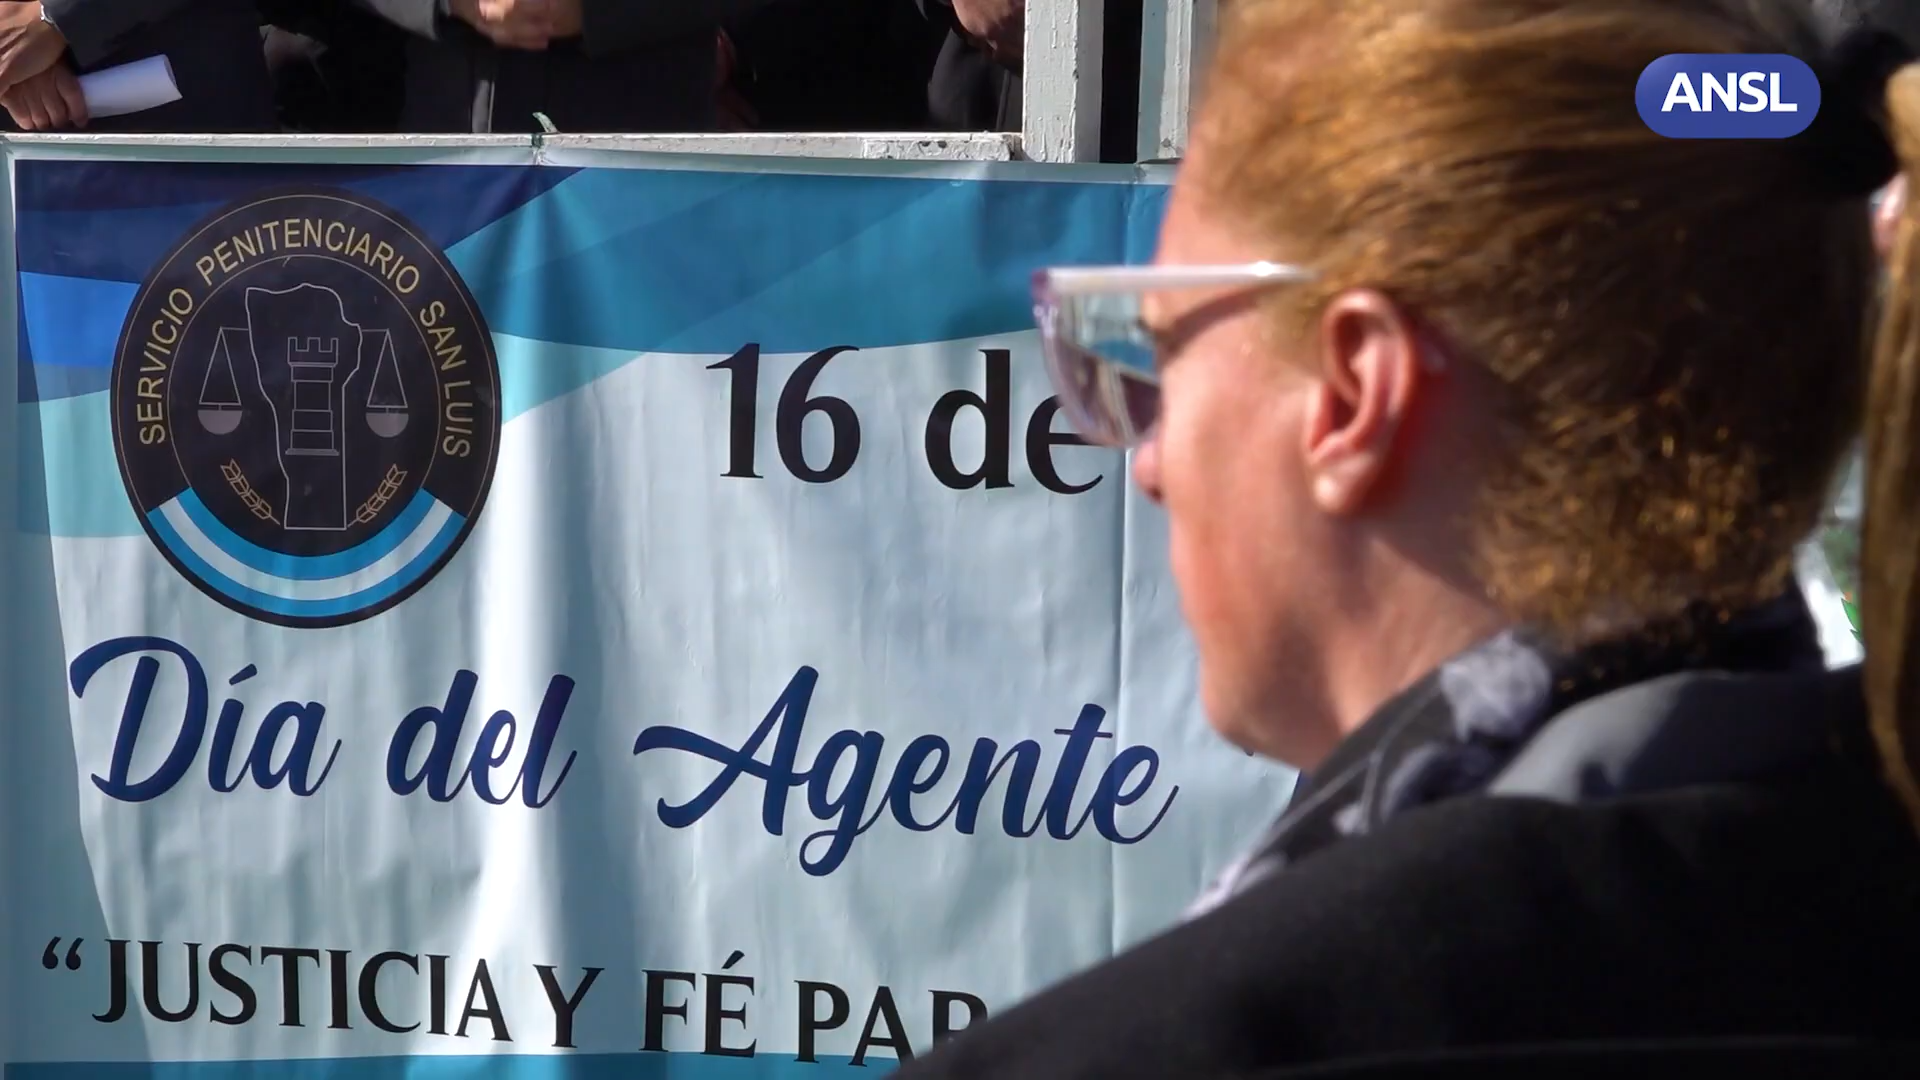 ANSL
SERVICIO PENITENCIARIO SAN LUIS
16 de
Día del Agente
“JUSTICIA Y FÉ PAR